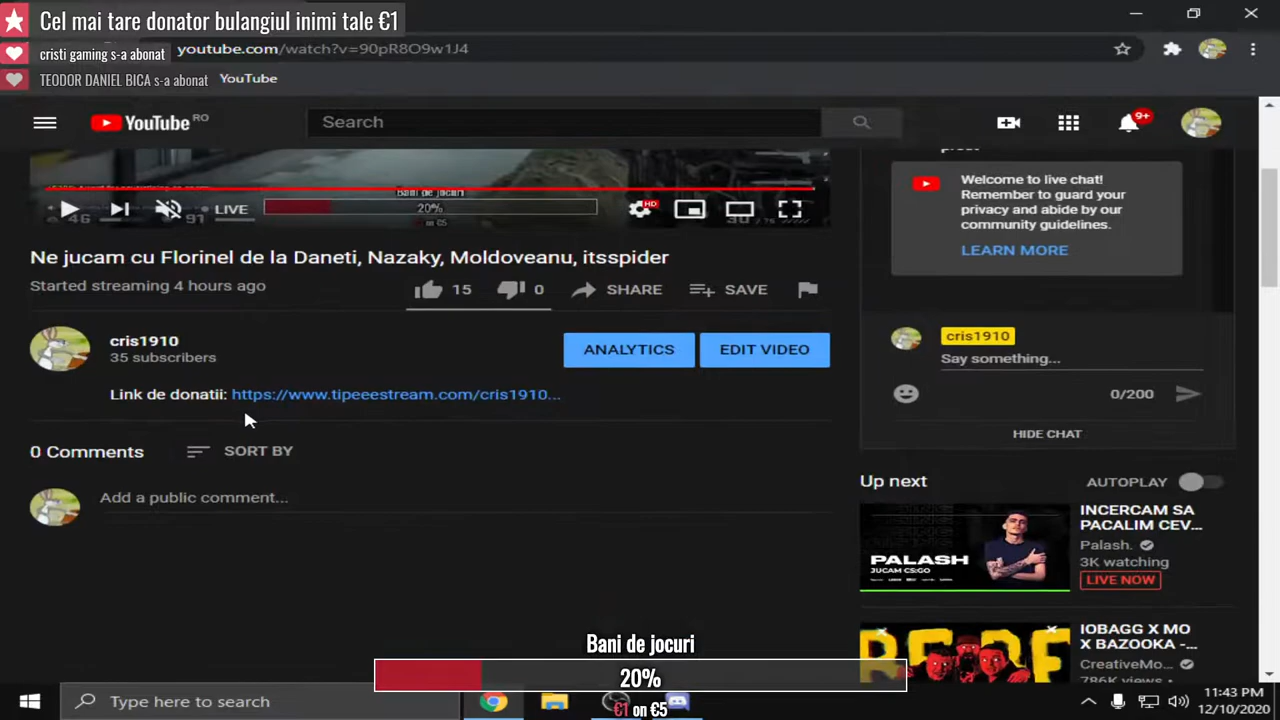 Cel mai tare donator bulangiul inimi tale €1
cristi gaming s-a abonat
youtube.com/watch?v=90pR8O9w1J4
TEODOR DANIEL BICA s-a abonat
YouTube
YouTube RO
Search
9+
Welcome to live chat!
Remember to guard your
privacy and abide by our
community guidelines.
LEARN MORE
Bani de jocuri
LIVE
20%
HD
Ne jucam cu Florinel de la Daneti, Nazaky, Moldoveanu, itsspider
Started streaming 4 hours ago
15
0
SHARE
SAVE
cris1910
35 subscribers
ANALYTICS
EDIT VIDEO
Link de donatii: https://www.tipeeestream.com/cris1910...
cris1910
Say something...
0/200
HIDE CHAT
0 Comments
SORT BY
Add a public comment...
Up next
AUTOPLAY
PALASH
JUCAM CS:GO
INCERCAM SA
PACALIM CEV...
Palash.
3K watching
LIVE NOW
IOBAGG X MO
X BAZOOKA -
CreativeMo...
786K views
Bani de jocuri
20%
€1 on €5
Type here to search
11:43 PM
12/10/2020